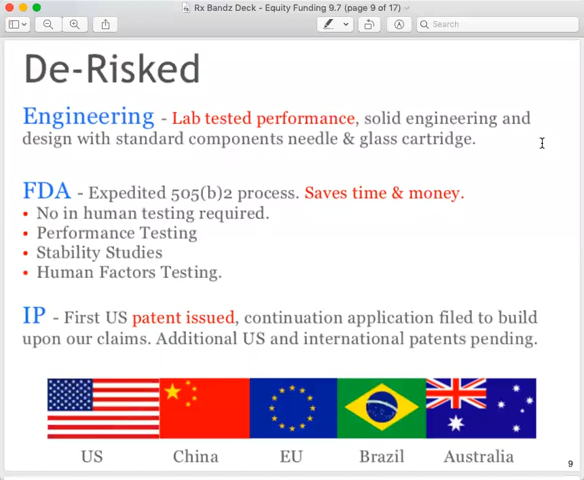 Rx Bandz Deck - Equity Funding 9.7 (page 9 of 17)
Search
De-Risked
Engineering - Lab tested performance, solid engineering and
design with standard components needle & glass cartridge.
FDA - Expedited 505(b)2 process. Saves time & money.
• No in human testing required.
• Performance Testing
• Stability Studies
• Human Factors Testing.
IP - First US patent issued, continuation application filed to build
upon our claims. Additional US and international patents pending.
US China EU Brazil Australia
9